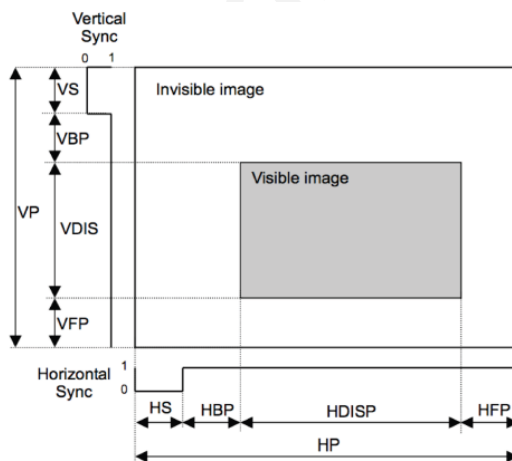 Vertical
Sync
0 1
VS
Invisible image
VBP
Visible image
VP
VDIS
VFP
Horizontal
Sync
1
0
HS HBP HDISP HFP
HP